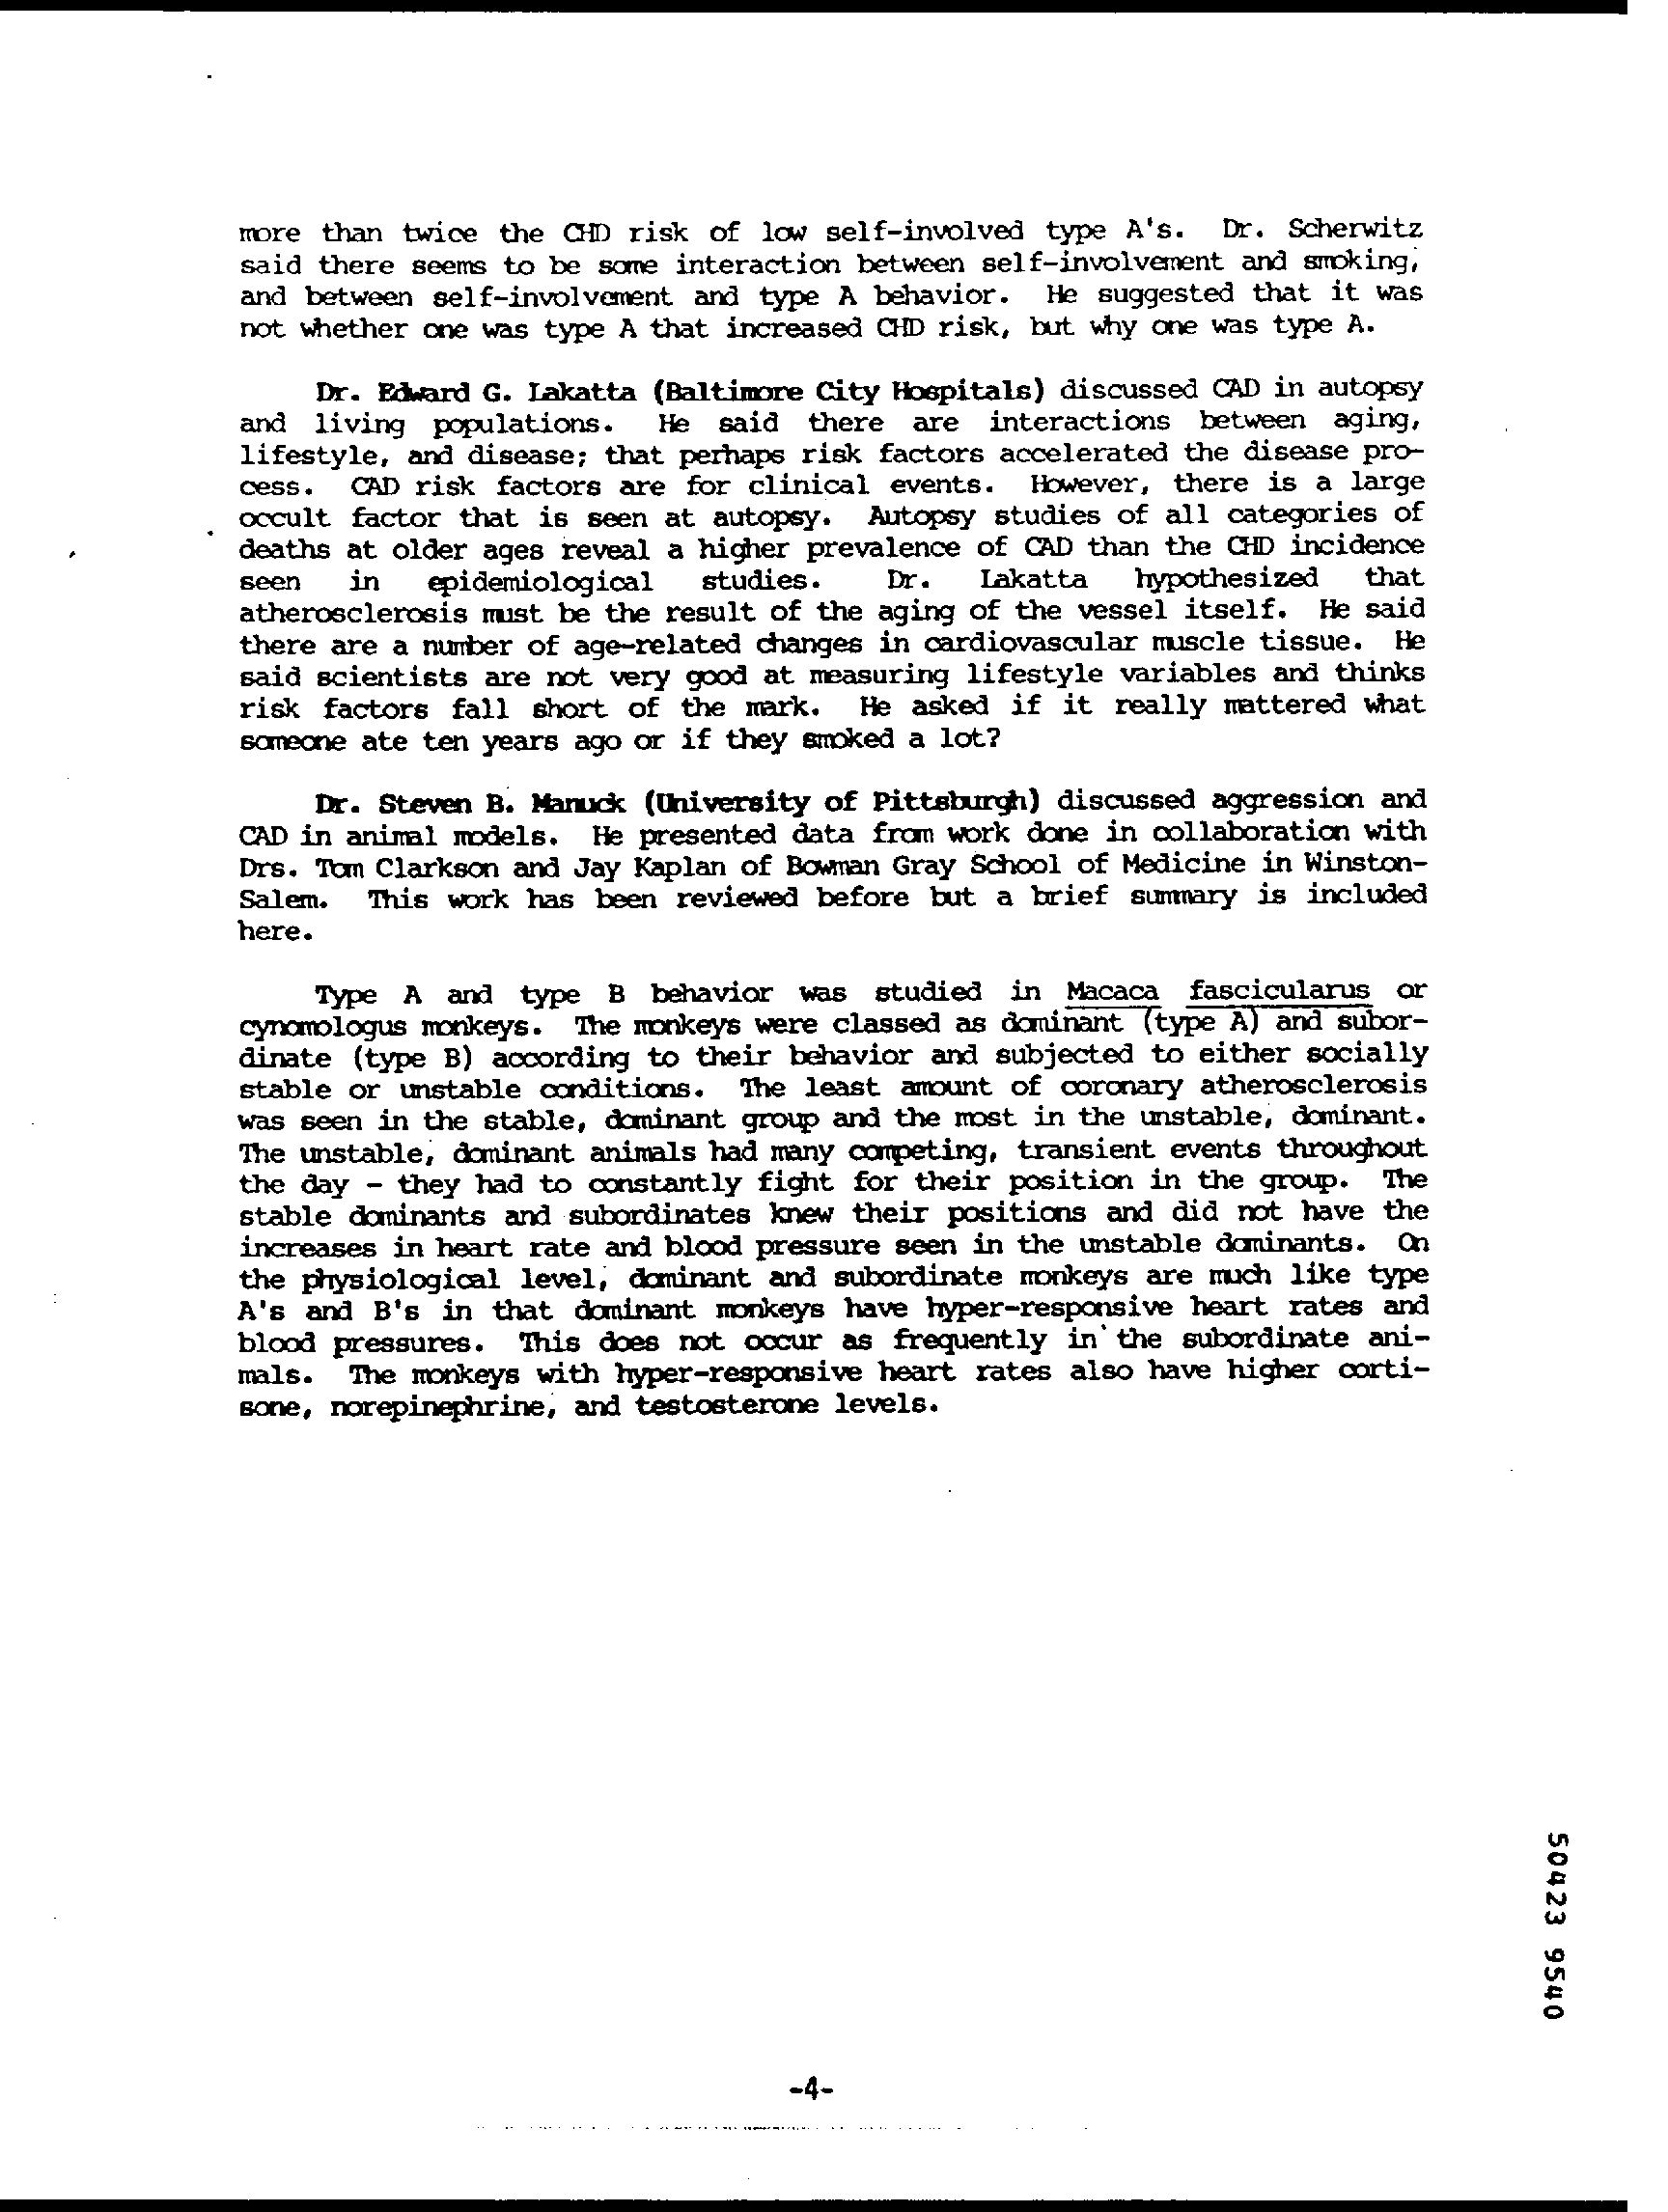 more than twice the CHD risk of low self-involved type A's. Dr. Scherwitz
said there seems to be some interaction between self-involvement and smoking,
and between self-involvement and type A behavior. He suggested that it was
not whether one was type A that increased CHD risk, but why one was type A.
Dr. Edward G. Lakatta (Baltimore City Hospitals) discussed CAD in autopsy
and living populations. He said there are interactions between aging,
lifestyle, and disease; that perhaps risk factors accelerated the disease pro-
cess. CAD risk factors are for clinical events. However, there is a large
occult factor that is seen at autopsy. Autopsy studies of all categories of
deaths at older ages reveal a higher prevalence of CAD than the CHD incidence
seen in epidemiological studies. Dr. Lakatta hypothesized that
atherosclerosis must be the result of the aging of the vessel itself. He said
there are a number of age-related changes in cardiovascular muscle tissue. He
said scientists are not very good at measuring lifestyle variables and thinks
risk factors fall short of the mark. He asked if it really mattered what
someone ate ten years ago or if they smoked a lot?
Dr. Steven B. Manuck (University of Pittsburgh) discussed aggression and
CAD in animal models. He presented data from work done in collaboration with
Drs. Tom Clarkson and Jay Kaplan of Bowman Gray School of Medicine in Winston-
Salem. This work has been reviewed before but a brief summary is included
here.
Type A and type B behavior was studied in Macaca fascicularus or
cynomologus monkeys. The monkeys were classed as dominant (type A) and subor-
dinate (type B) according to their behavior and subjected to either socially
stable or unstable conditions. The least amount of coronary atherosclerosis
was seen in the stable, dominant group and the most in the unstable, dominant.
The unstable, dominant animals had many competing, transient events throughout
the day - they had to constantly fight for their position in the group. The
stable dominants and subordinates knew their positions and did not have the
increases in heart rate and blood pressure seen in the unstable dominants. On
the physiological level, dominant and subordinate monkeys are much like type
A's and B's in that dominant monkeys have hyper-responsive heart rates and
blood pressures. This does not occur as frequently in the subordinate ani-
mals. The monkeys with hyper-responsive heart rates also have higher corti-
sone, norepinephrine, and testosterone levels.
50423 9540
-4-